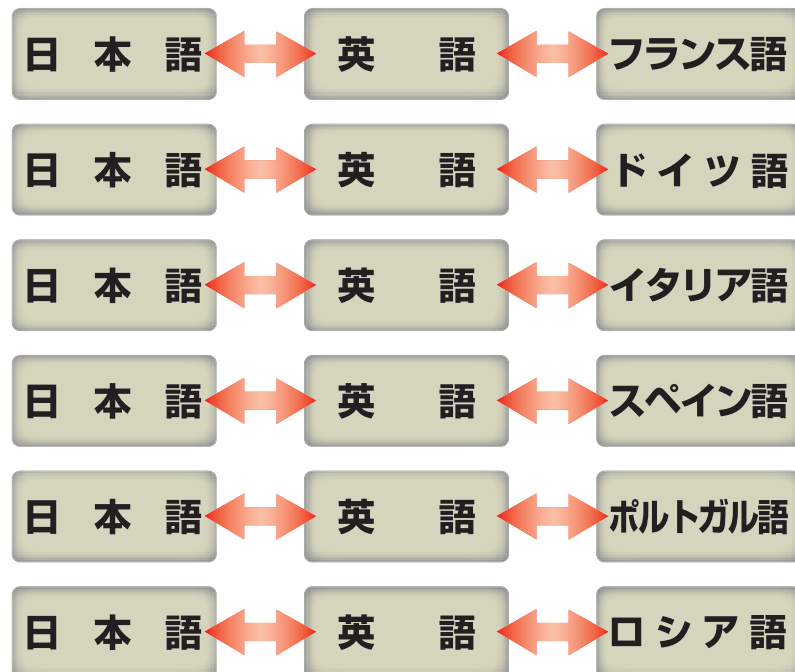 日本語 英語 フランス語
日本語 英語 ドイツ語
日本語 英語 イタリア語
日本語 英語 スペイン語
日本語 英語 ポルトガル語
日本語 英語 ロシア語